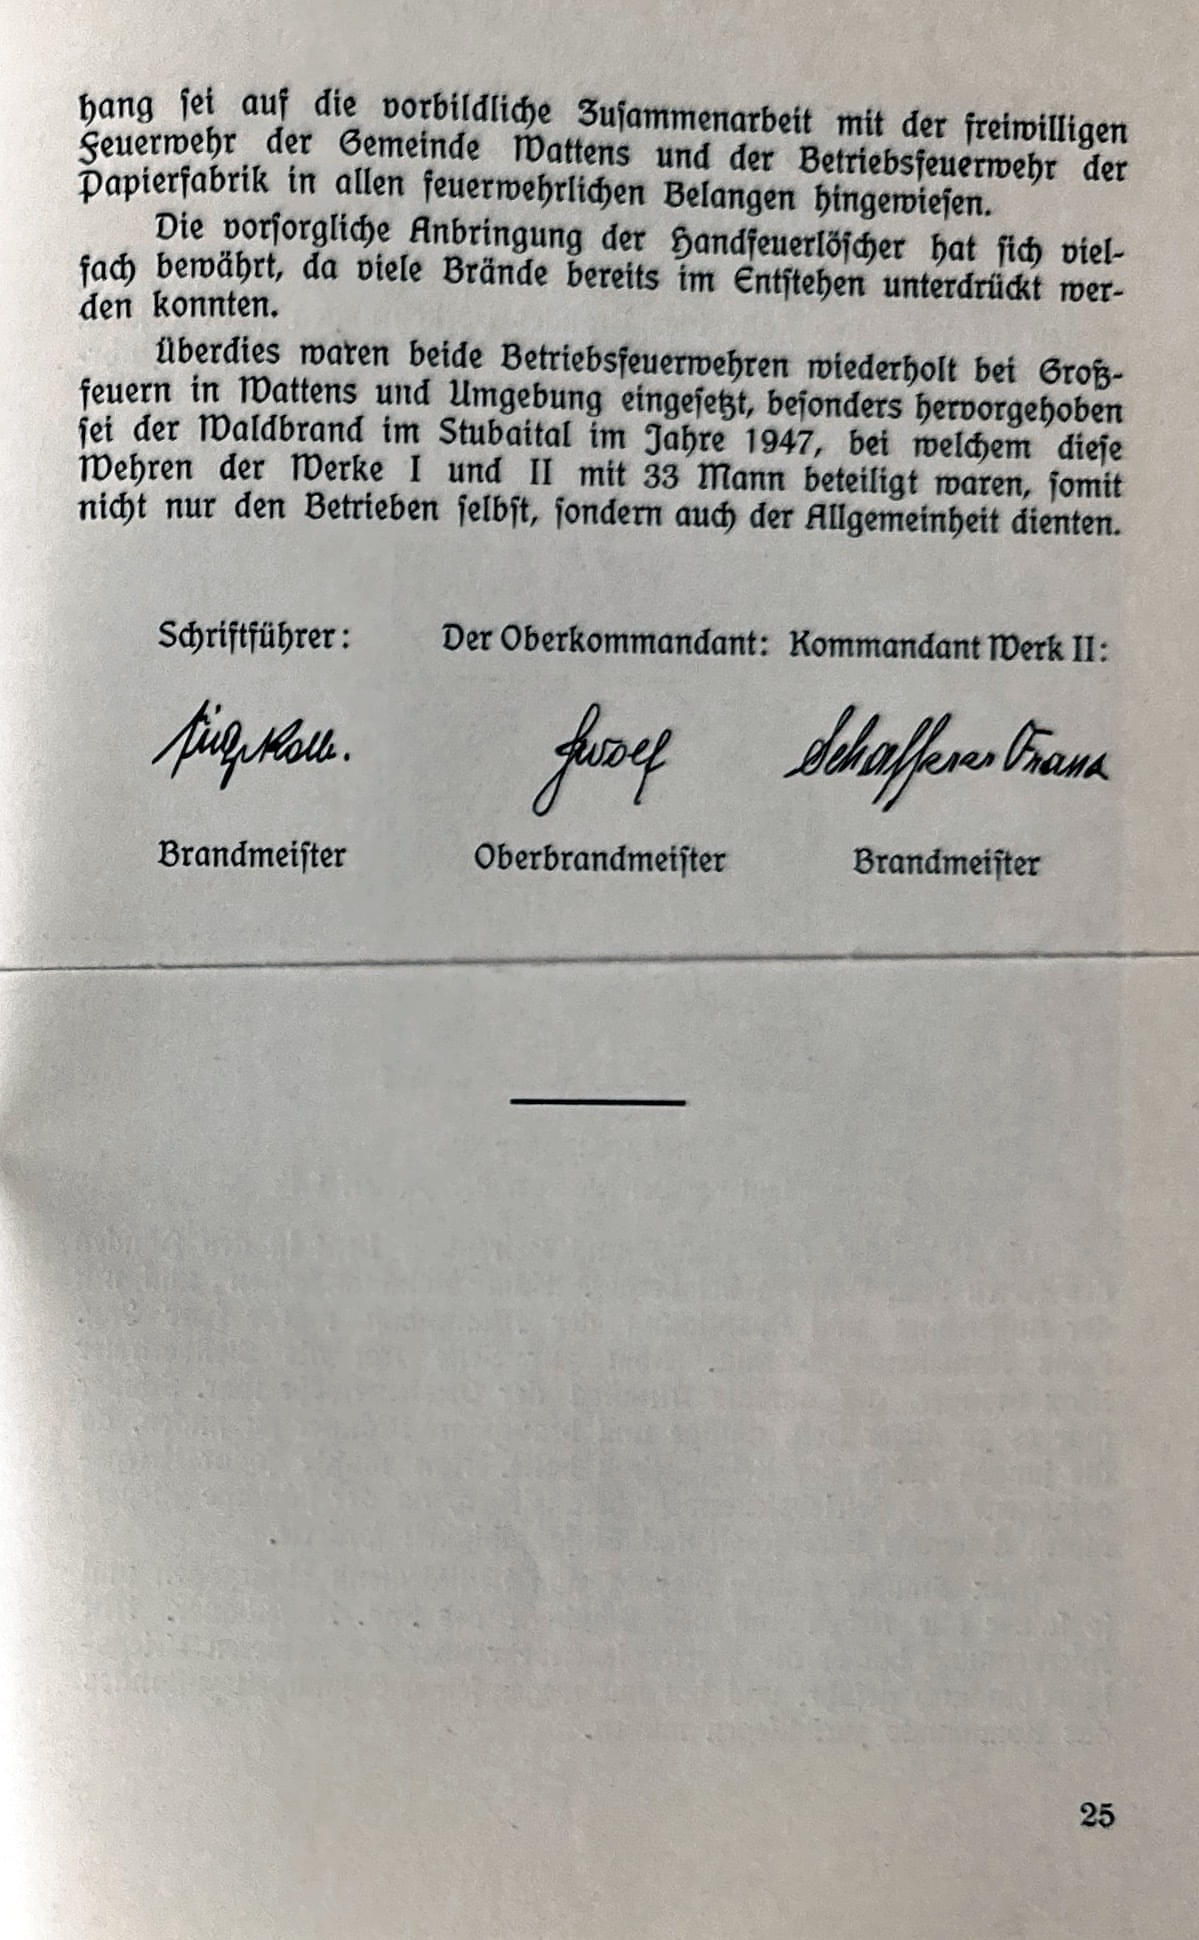 hang sei auf die vorbildliche Zusammenarbeit mit der freiwilligen
Feuerwehr der Gemeinde Wattens und der Betriebsfeuerwehr der
Papierfabrik in allen feuerwehrlichen Belangen hingewiesen.
Die vorsorgliche Anbringung der Handfeuerlöscher hat sich viel-
fach bewährt, da viele Brände bereits im Entstehen unterdrückt wer-
den konnten.
Überdies waren beide Betriebsfeuerwehren wiederholt bei Groß-
feuern in Wattens und Umgebung eingesetzt, besonders hervorgehoben
sei der Waldbrand im Stubaital im Jahre 1947, bei welchem diese
Wehren der Werke I und II mit 33 Mann beteiligt waren, somit
nicht nur den Betrieben selbst, sondern auch der Allgemeinheit dienten.
Schriftführer: Der Oberkommandant: Kommandant Werk II:
Schafferer Franz
Brandmeister Oberbrandmeister Brandmeister
25